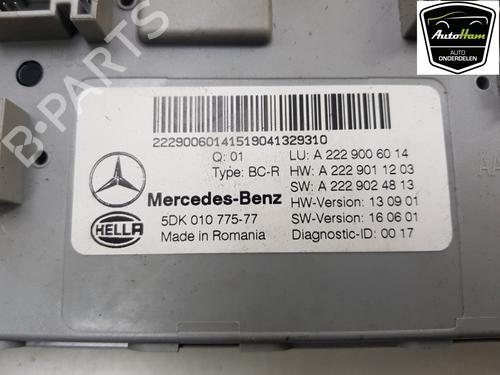 AutoHam
AUTO
ONDERDELEN
B-PARTS
22290060141519041329310
Q: 01
LU: A 222 900 60 14
Type: BC-R
HW: A 222 901 12 03
SW: A 222 902 48 13
Mercedes-Benz
HW-Version: 13 09 01
HELLA
5DK 010 775-77
SW-Version: 16 06 01
Made in Romania
Diagnostic-ID: 00 17